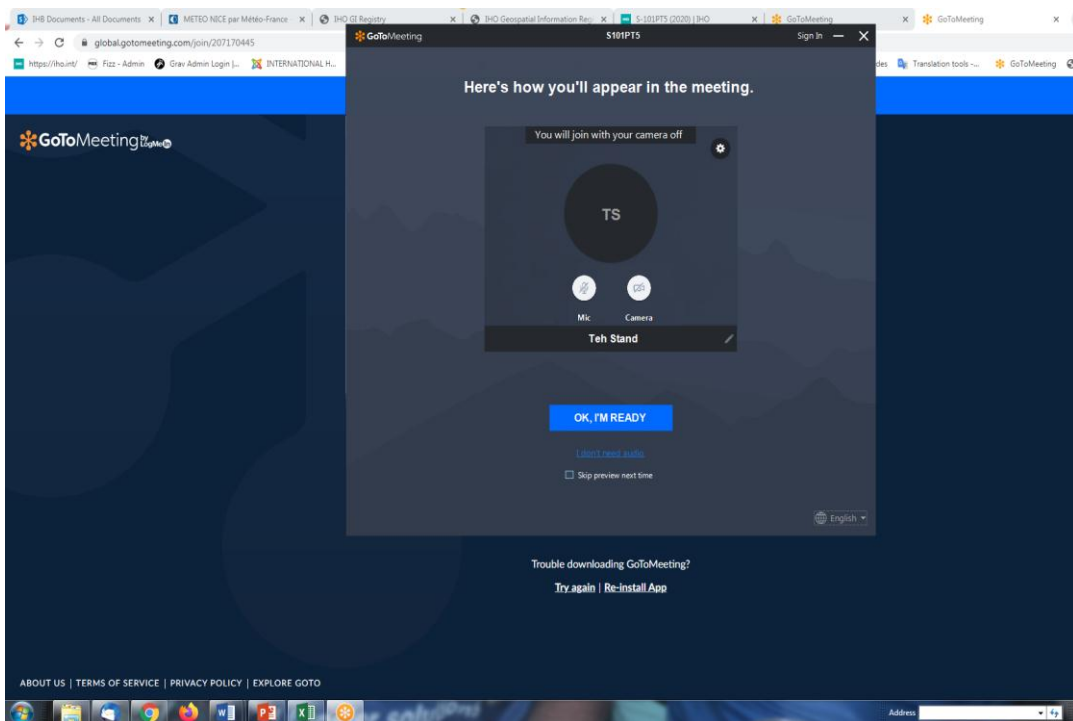 IHB Documents - All Documents
METEO NICE par Météo-France
IHO GI Registry
IHO Geospatial Information Reg
S-101PT5 (2020) | IHO
GoToMeeting
GoToMeeting
global.gotomeeting.com/join/207170445
https://iho.int/
Fizz - Admin
Grav Admin Login |...
INTERNATIONAL H...
des
Translation tools -...
GoToMeeting
GoToMeeting
S101PT5
Sign In
GoToMeeting by LogMeIn
Here's how you'll appear in the meeting.
You will join with your camera off
TS
Mic
Camera
Teh Stand
OK, I'M READY
I don't need audio
Skip preview next time
English
Trouble downloading GoToMeeting?
Try again | Re-install App
ABOUT US | TERMS OF SERVICE | PRIVACY POLICY | EXPLORE GOTO
Address